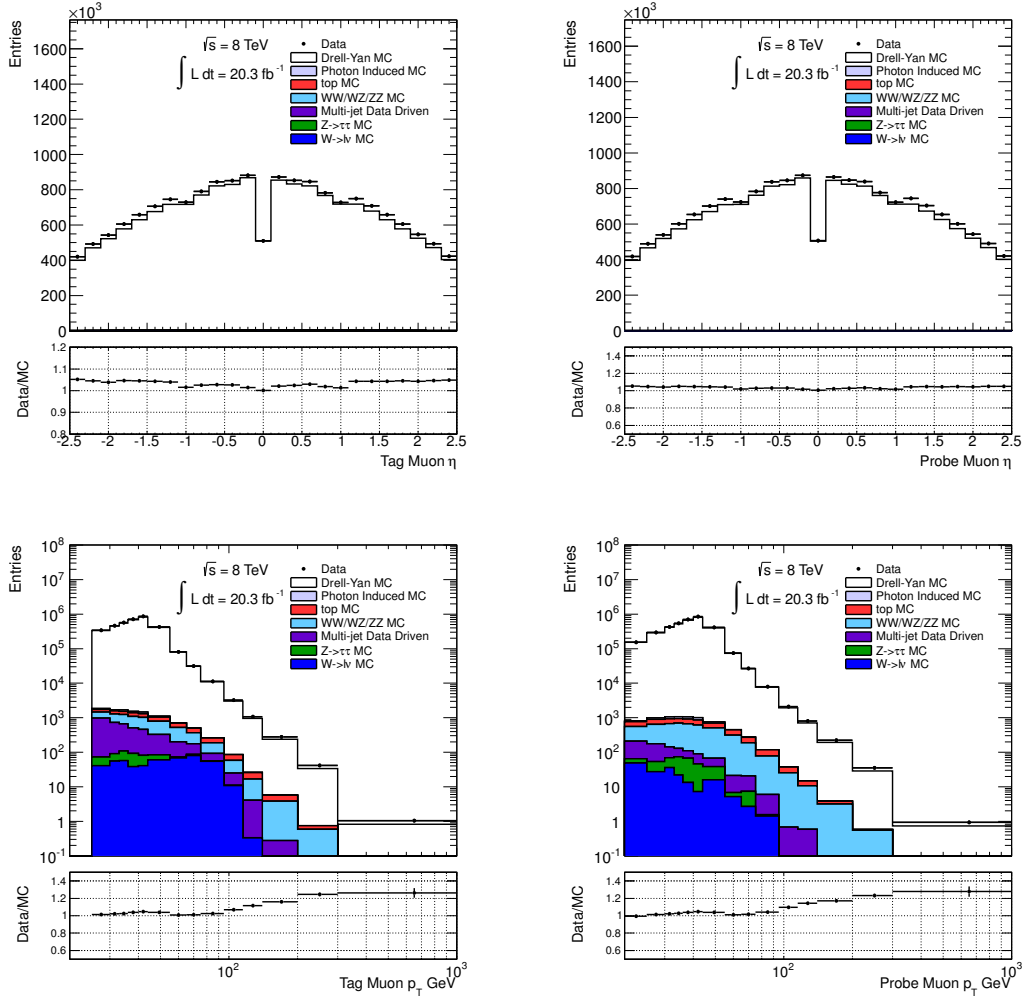 ×10³
Entries
1600
1400
1200
1000
800
600
400
200
0
√s = 8 TeV
∫ L dt = 20.3 fb⁻¹
Data
Drell-Yan MC
Photon Induced MC
top MC
WW/WZ/ZZ MC
Multi-jet Data Driven
Z->ττ MC
W->lν MC
Data/MC
1.2
1.1
1
0.9
0.8
-2.5 -2 -1.5 -1 -0.5 0 0.5 1 1.5 2 2.5
Tag Muon η
×10³
Entries
1600
1400
1200
1000
800
600
400
200
0
√s = 8 TeV
∫ L dt = 20.3 fb⁻¹
Data
Drell-Yan MC
Photon Induced MC
top MC
WW/WZ/ZZ MC
Multi-jet Data Driven
Z->ττ MC
W->lν MC
Data/MC
1.4
1.2
1
0.8
0.6
-2.5 -2 -1.5 -1 -0.5 0 0.5 1 1.5 2 2.5
Probe Muon η
Entries
10⁸
10⁷
10⁶
10⁵
10⁴
10³
10²
10
1
10⁻¹
√s = 8 TeV
∫ L dt = 20.3 fb⁻¹
Data
Drell-Yan MC
Photon Induced MC
top MC
WW/WZ/ZZ MC
Multi-jet Data Driven
Z->ττ MC
W->lν MC
Data/MC
1.4
1.2
1
0.8
0.6
10² 10³
Tag Muon p_T GeV
Entries
10⁸
10⁷
10⁶
10⁵
10⁴
10³
10²
10
1
10⁻¹
√s = 8 TeV
∫ L dt = 20.3 fb⁻¹
Data
Drell-Yan MC
Photon Induced MC
top MC
WW/WZ/ZZ MC
Multi-jet Data Driven
Z->ττ MC
W->lν MC
Data/MC
1.4
1.2
1
0.8
0.6
10² 10³
Probe Muon p_T GeV